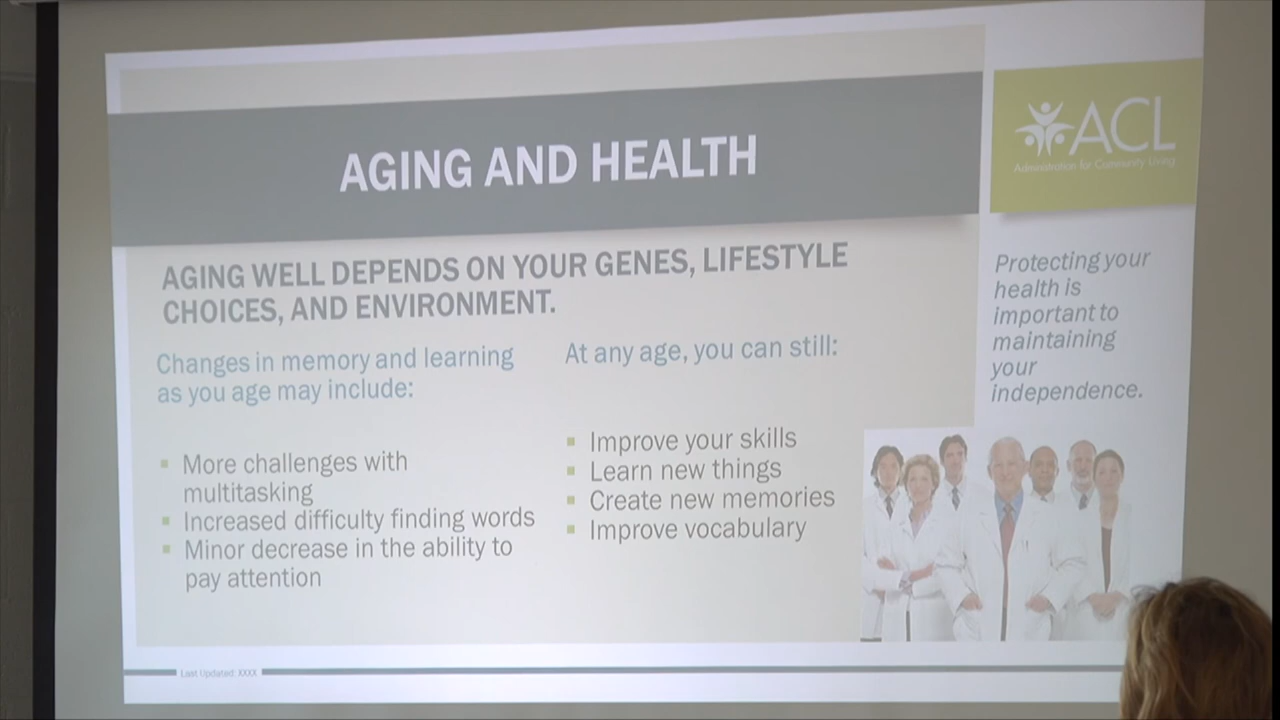 AGING AND HEALTH
ACL
Administration for Community Living
AGING WELL DEPENDS ON YOUR GENES, LIFESTYLE
CHOICES, AND ENVIRONMENT.
Changes in memory and learning
as you age may include:
More challenges with
multitasking
Increased difficulty finding words
Minor decrease in the ability to
pay attention
At any age, you can still:
Improve your skills
Learn new things
Create new memories
Improve vocabulary
Protecting your
health is
important to
maintaining
your
independence.
Last Updated: XXXX